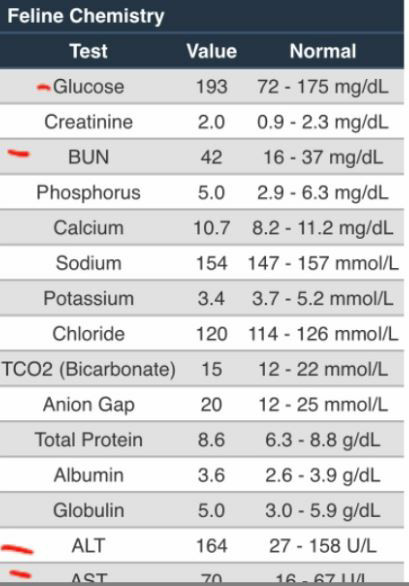 Feline Chemistry
Test Value Normal
Glucose 193 72 - 175 mg/dL
Creatinine 2.0 0.9 - 2.3 mg/dL
BUN 42 16 - 37 mg/dL
Phosphorus 5.0 2.9 - 6.3 mg/dL
Calcium 10.7 8.2 - 11.2 mg/dL
Sodium 154 147 - 157 mmol/L
Potassium 3.4 3.7 - 5.2 mmol/L
Chloride 120 114 - 126 mmol/L
TCO2 (Bicarbonate) 15 12 - 22 mmol/L
Anion Gap 20 12 - 25 mmol/L
Total Protein 8.6 6.3 - 8.8 g/dL
Albumin 3.6 2.6 - 3.9 g/dL
Globulin 5.0 3.0 - 5.9 g/dL
ALT 164 27 - 158 U/L
AST 70 16 - 67 U/L